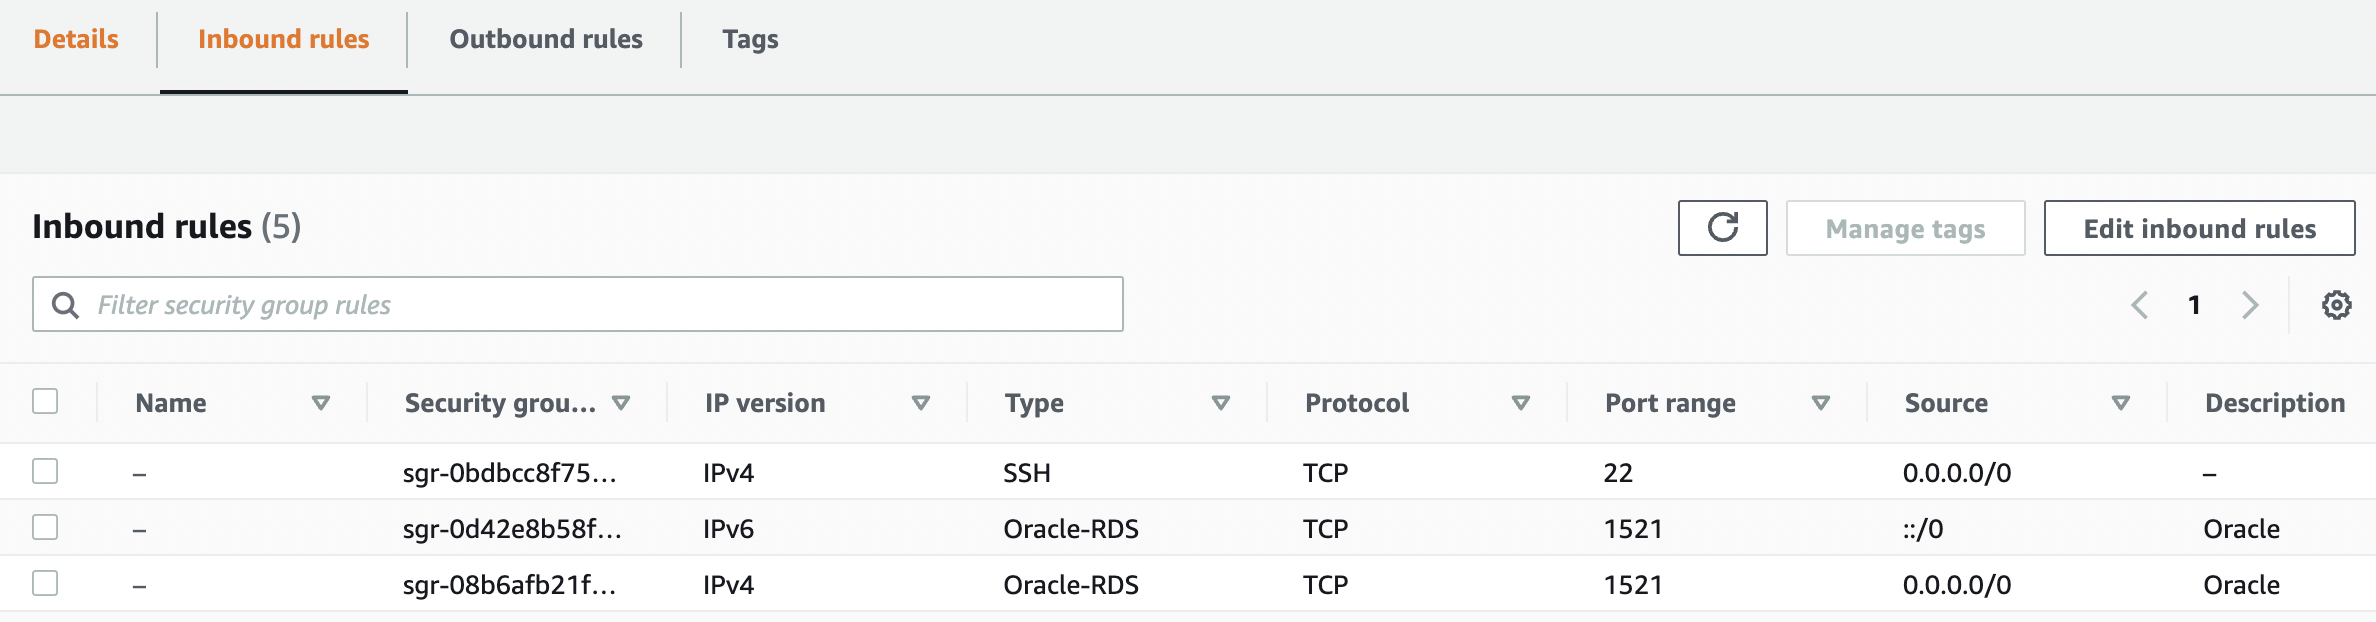 Details Inbound rules Outbound rules Tags
Inbound rules (5)
Manage tags Edit inbound rules
Filter security group rules
1
Name Security grou... IP version Type Protocol Port range Source Description
– sgr-0bdbcc8f75... IPv4 SSH TCP 22 0.0.0.0/0 –
– sgr-0d42e8b58f... IPv6 Oracle-RDS TCP 1521 ::/0 Oracle
– sgr-08b6afb21f... IPv4 Oracle-RDS TCP 1521 0.0.0.0/0 Oracle